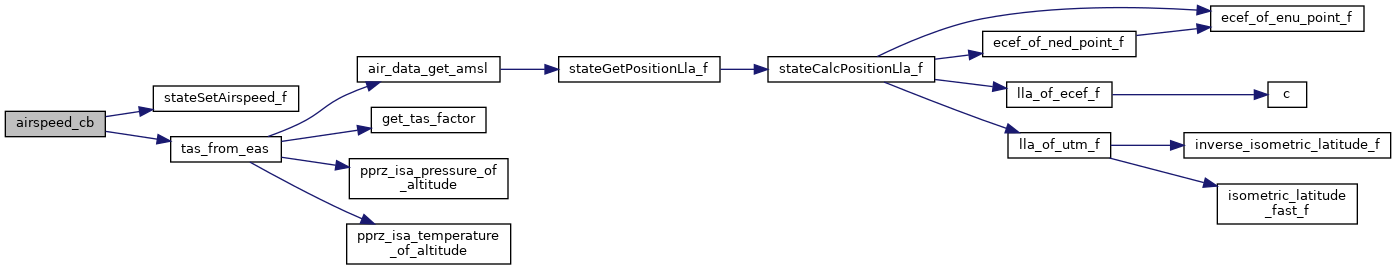 airspeed_cb
stateSetAirspeed_f
tas_from_eas
air_data_get_amsl
get_tas_factor
pprz_isa_pressure_of
_altitude
pprz_isa_temperature
_of_altitude
stateGetPositionLla_f
stateCalcPositionLla_f
ecef_of_enu_point_f
ecef_of_ned_point_f
lla_of_ecef_f
c
lla_of_utm_f
inverse_isometric_latitude_f
isometric_latitude
_fast_f